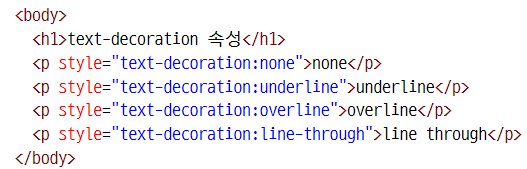 <body>
<h1>text-decoration 속성</h1>
<p style="text-decoration:none">none</p>
<p style="text-decoration:underline">underline</p>
<p style="text-decoration:overline">overline</p>
<p style="text-decoration:line-through">line through</p>
</body>